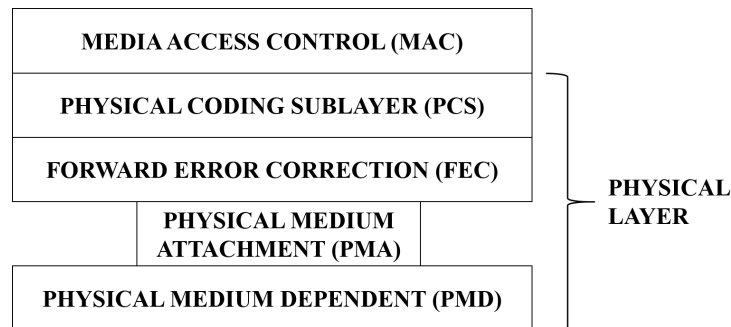 MEDIA ACCESS CONTROL (MAC)
PHYSICAL CODING SUBLAYER (PCS)
FORWARD ERROR CORRECTION (FEC)
PHYSICAL MEDIUM
ATTACHMENT (PMA)
PHYSICAL MEDIUM DEPENDENT (PMD)
PHYSICAL
LAYER